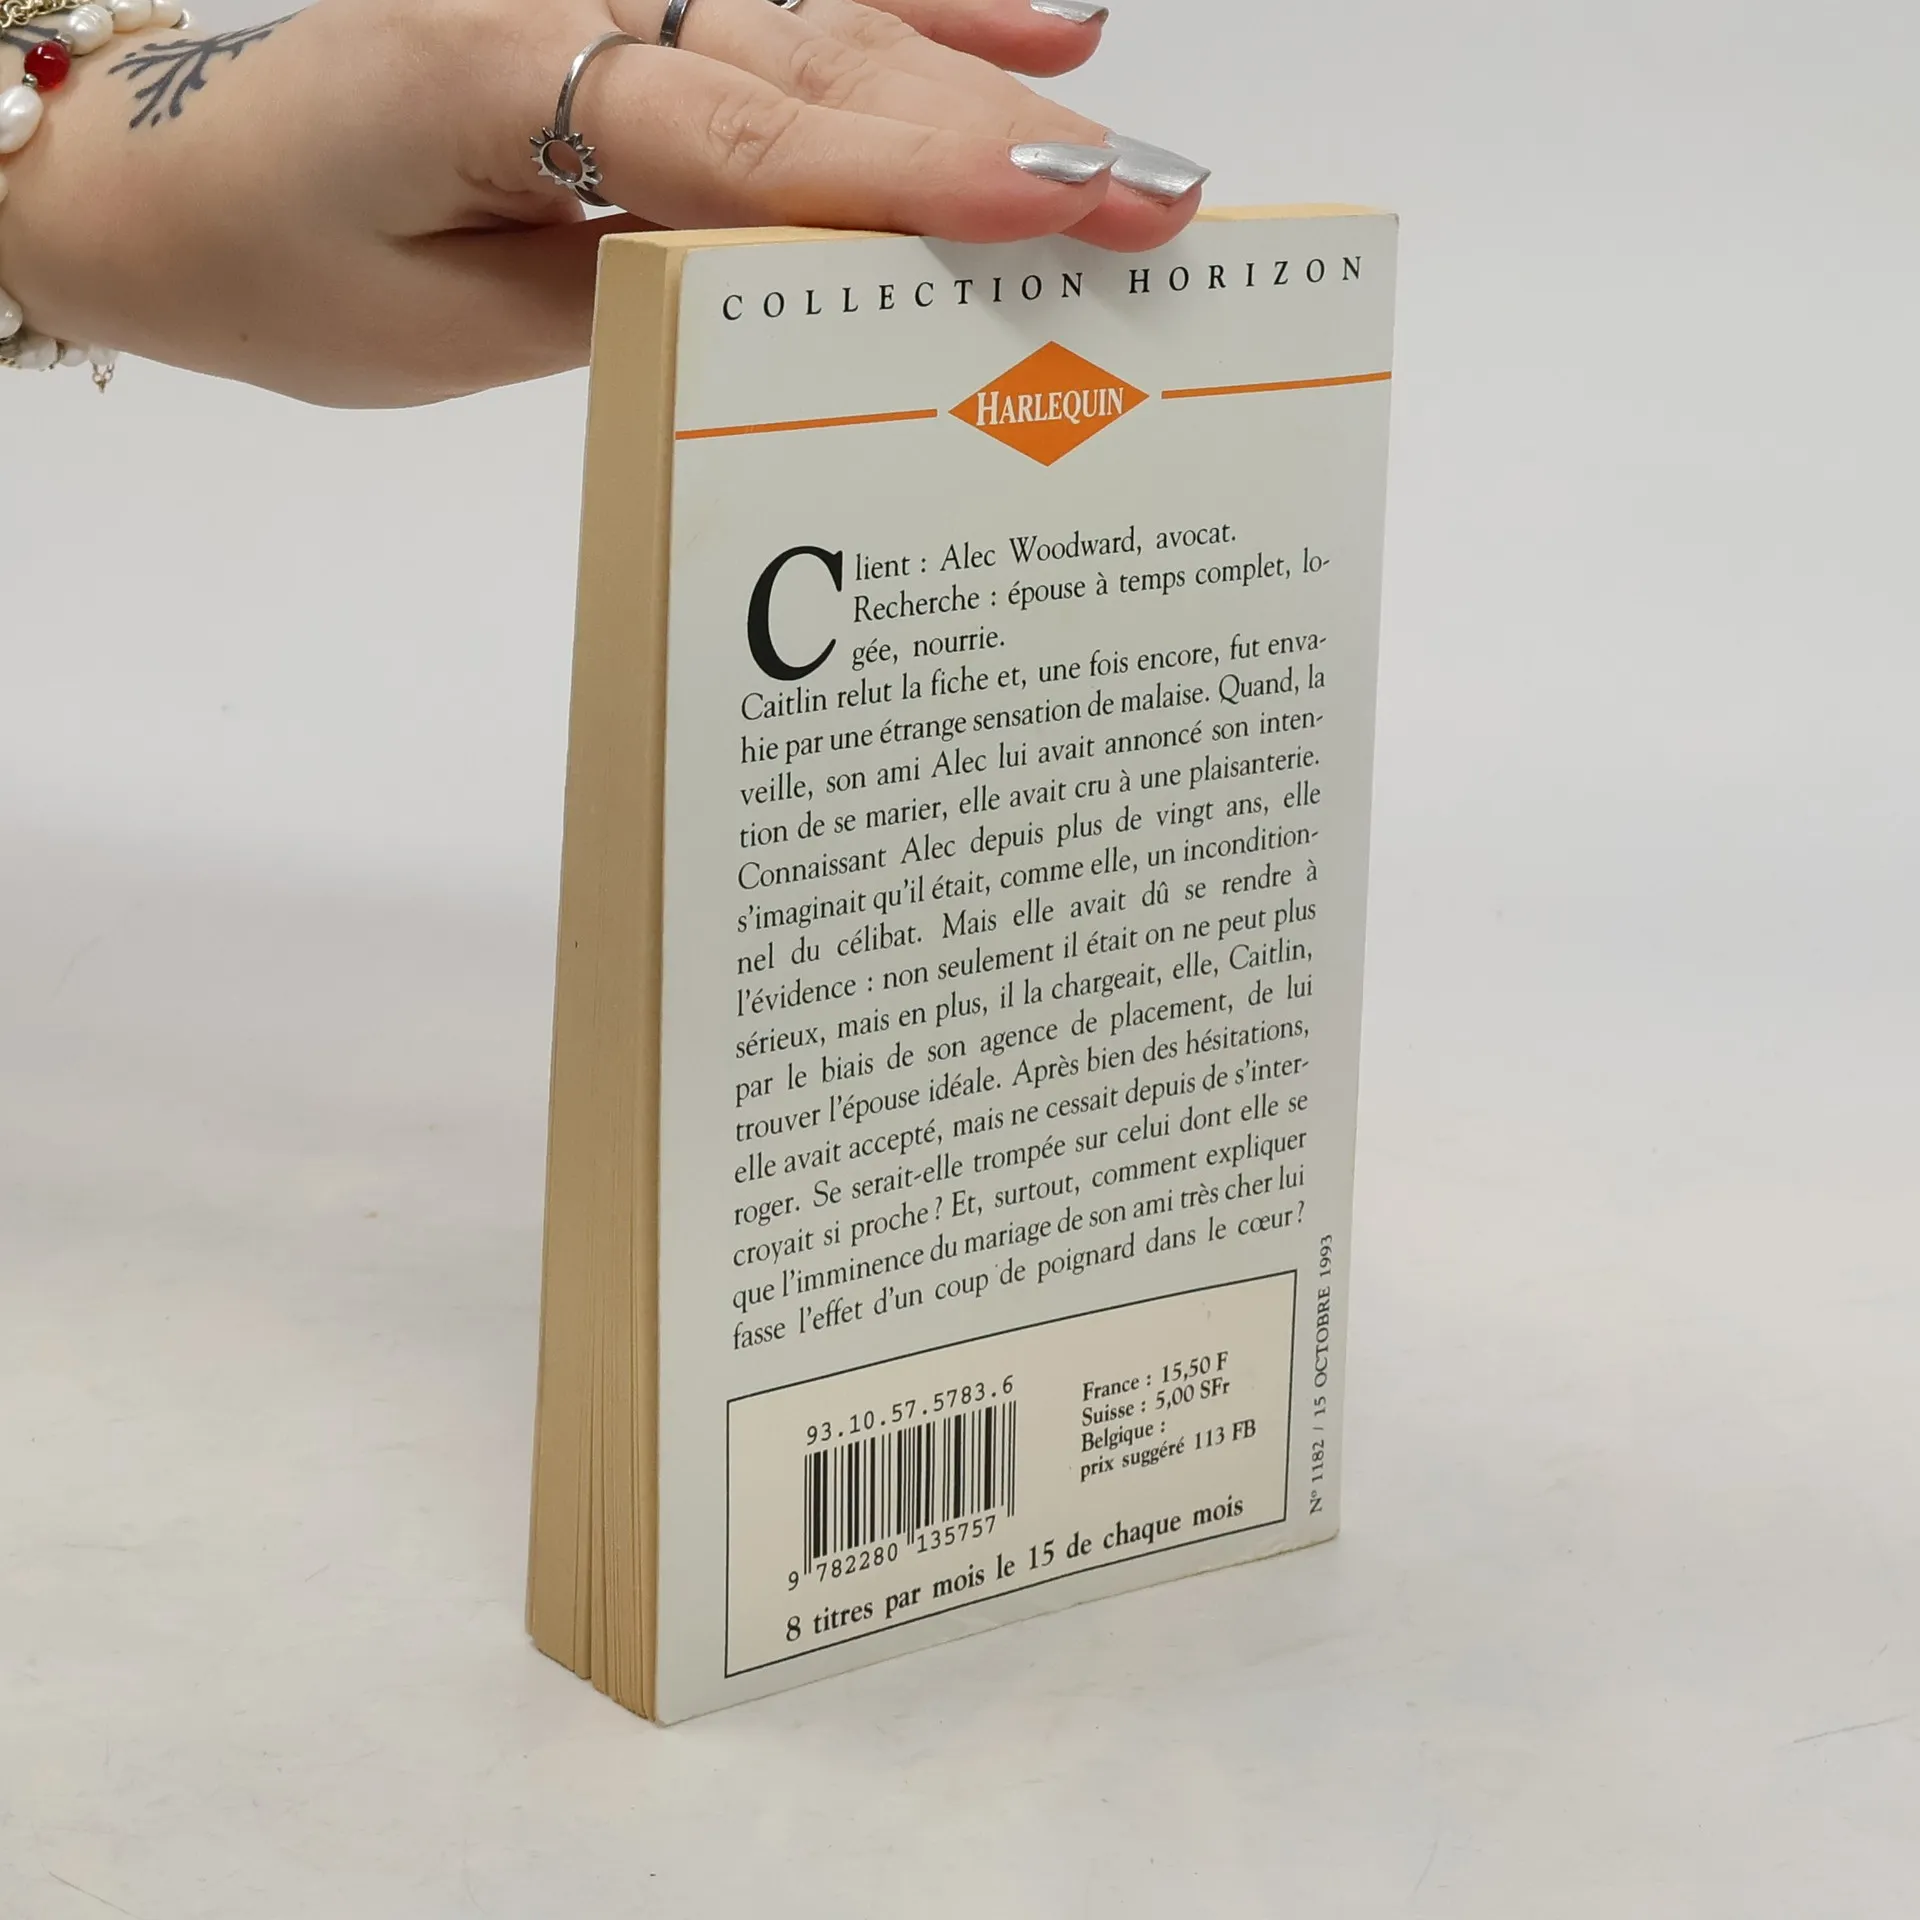 COLLECTION HORIZON
HARLEQUIN
Client : Alec Woodward, avocat.
Recherche : épouse à temps complet, lo-
gée, nourrie.
Caitlin relut la fiche et, une fois encore, fut enva-
hie par une étrange sensation de malaise. Quand, la
veille, son ami Alec lui avait annoncé son inten-
tion de se marier, elle avait cru à une plaisanterie.
Connaissant Alec depuis plus de vingt ans, elle
s'imaginait qu'il était, comme elle, un incondition-
nel du célibat. Mais elle avait dû se rendre à
l'évidence : non seulement il était on ne peut plus
sérieux, mais en plus, il la chargeait, elle, Caitlin,
par le biais de son agence de placement, de lui
trouver l'épouse idéale. Après bien des hésitations,
elle avait accepté, mais ne cessait depuis de s'inter-
roger. Se serait-elle trompée sur celui dont elle se
croyait si proche ? Et, surtout, comment expliquer
que l'imminence du mariage de son ami très cher lui
fasse l'effet d'un coup de poignard dans le cœur ?
93.10.57.5783.6
9 782280 135757
France : 15,50 F
Suisse : 5,00 SFr
Belgique :
prix suggéré 113 FB
8 titres par mois le 15 de chaque mois
N° 1182 / 15 OCTOBRE 1993